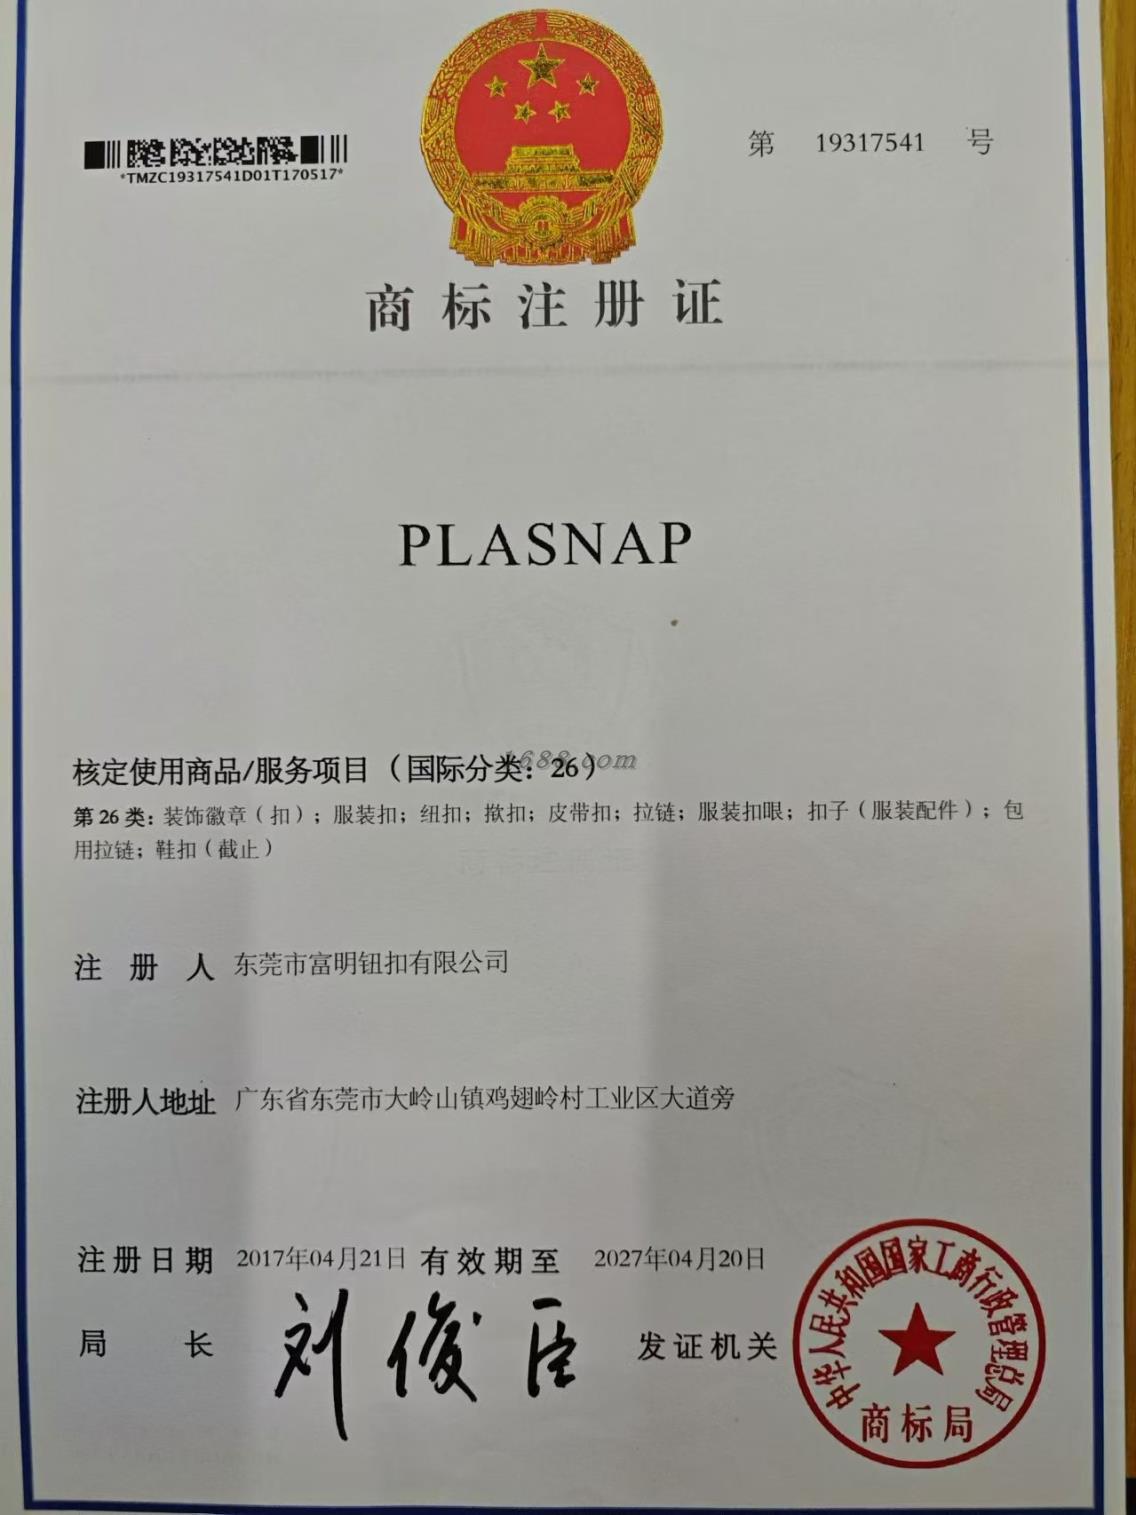 *TMZC19317541D01T170517*
第 19317541 号
商标注册证
PLASNAP
核定使用商品/服务项目（国际分类：26）
1688.com
第 26 类：装饰徽章（扣）；服装扣；纽扣；揿扣；皮带扣；拉链；服装扣眼；扣子（服装配件）；包
用拉链；鞋扣（截止）
注册人 东莞市富明钮扣有限公司
注册人地址 广东省东莞市大岭山镇鸡翅岭村工业区大道旁
注册日期 2017年04月21日 有效期至 2027年04月20日
局长 刘俊臣 发证机关
中华人民共和国国家工商行政管理总局
商标局